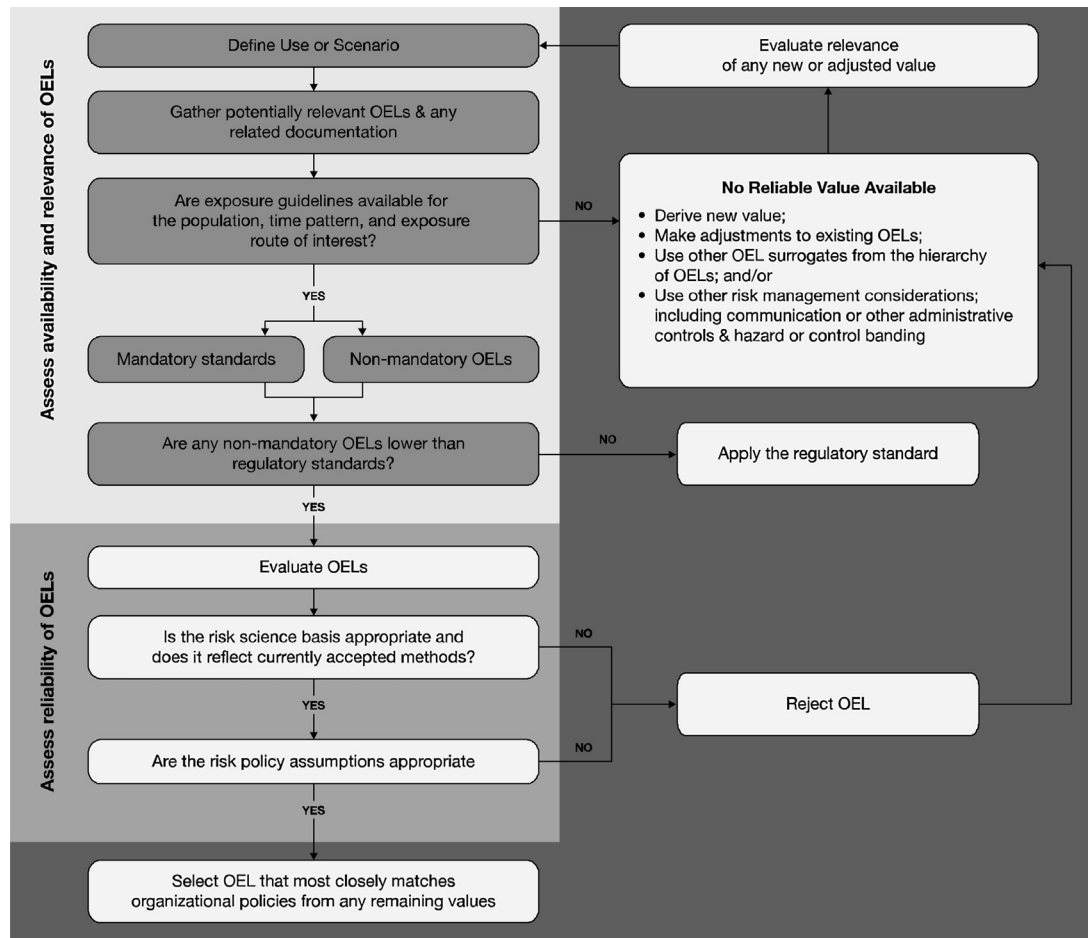 Assess availability and relevance of OELs
Define Use or Scenario
Evaluate relevance
of any new or adjusted value
Gather potentially relevant OELs & any
related documentation
Are exposure guidelines available for
the population, time pattern, and exposure
route of interest?
NO
No Reliable Value Available
• Derive new value;
• Make adjustments to existing OELs;
• Use other OEL surrogates from the hierarchy
of OELs; and/or
• Use other risk management considerations;
including communication or other administrative
controls & hazard or control banding
YES
Mandatory standards
Non-mandatory OELs
Are any non-mandatory OELs lower than
regulatory standards?
NO
Apply the regulatory standard
YES
Assess reliability of OELs
Evaluate OELs
Is the risk science basis appropriate and
does it reflect currently accepted methods?
NO
YES
Reject OEL
Are the risk policy assumptions appropriate
NO
YES
Select OEL that most closely matches
organizational policies from any remaining values